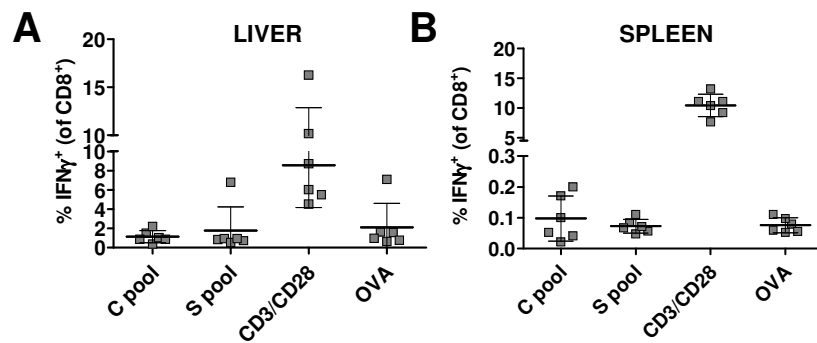 A
LIVER
% IFNγ⁺ (of CD8⁺)
20
15
10
10
8
6
4
2
0
C pool
S pool
CD3/CD28
OVA
B
SPLEEN
% IFNγ⁺ (of CD8⁺)
20
15
10
5
0.3
0.2
0.1
0.0
C pool
S pool
CD3/CD28
OVA